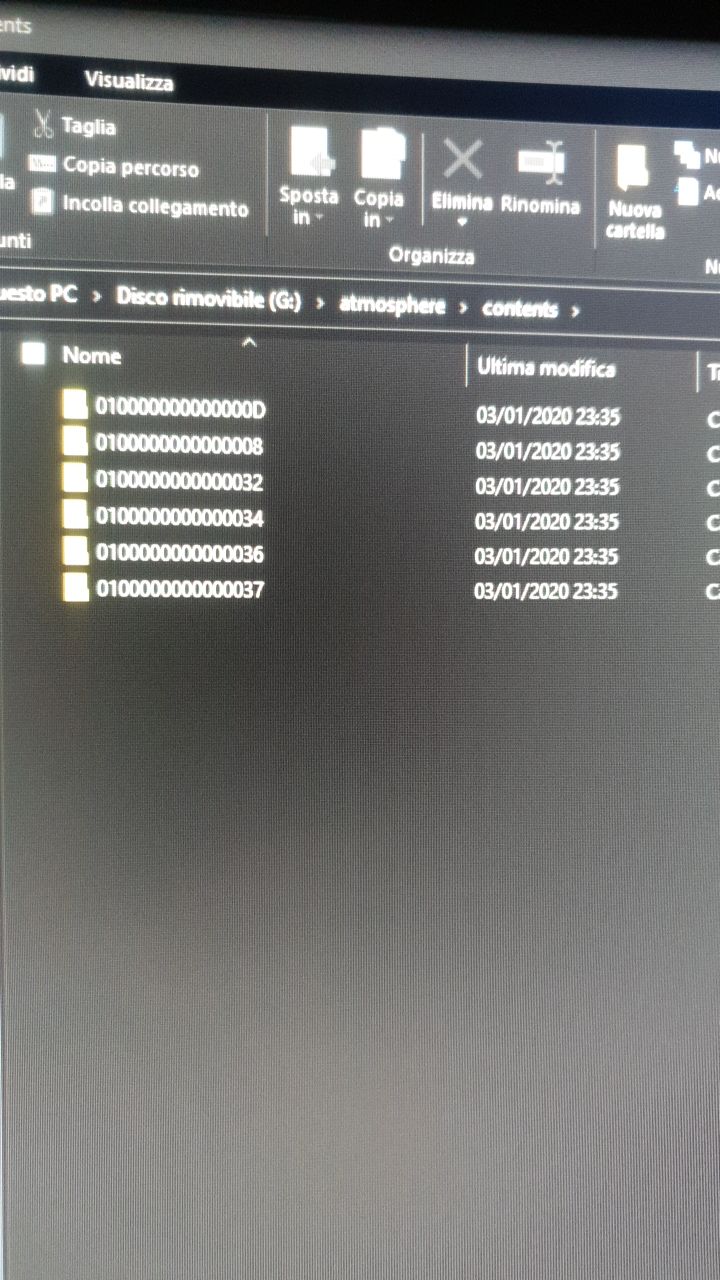 ents
vidi Visualizza
Taglia
Copia percorso
Incolla collegamento
la
unti
Sposta in
Copia in
Elimina
Rinomina
Organizza
Nuova cartella
uesto PC > Disco rimovibile (G:) > atmosphere > contents >
Nome Ultima modifica
010000000000000D 03/01/2020 23:35
0100000000000008 03/01/2020 23:35
0100000000000032 03/01/2020 23:35
0100000000000034 03/01/2020 23:35
0100000000000036 03/01/2020 23:35
0100000000000037 03/01/2020 23:35